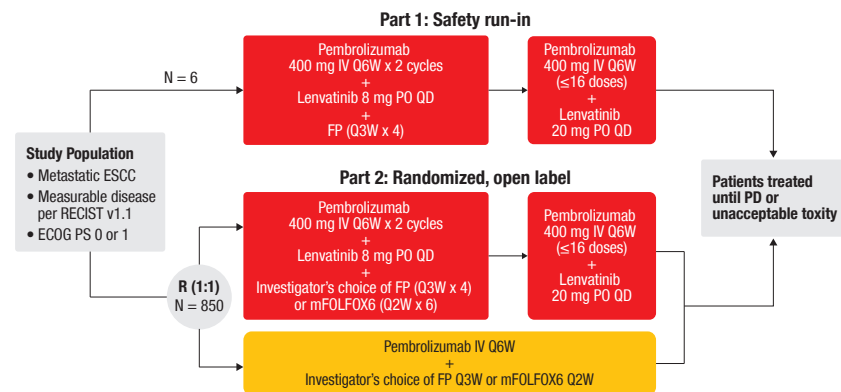 Part 1: Safety run-in
N = 6
Pembrolizumab
400 mg IV Q6W x 2 cycles
+
Lenvatinib 8 mg PO QD
+
FP (Q3W x 4)
Pembrolizumab
400 mg IV Q6W
(≤16 doses)
+
Lenvatinib
20 mg PO QD
Study Population
• Metastatic ESCC
• Measurable disease
per RECIST v1.1
• ECOG PS 0 or 1
R (1:1)
N = 850
Part 2: Randomized, open label
Pembrolizumab
400 mg IV Q6W x 2 cycles
+
Lenvatinib 8 mg PO QD
+
Investigator's choice of FP (Q3W x 4)
or mFOLFOX6 (Q2W x 6)
Pembrolizumab
400 mg IV Q6W
(≤16 doses)
+
Lenvatinib
20 mg PO QD
Pembrolizumab IV Q6W
+
Investigator's choice of FP Q3W or mFOLFOX6 Q2W
Patients treated
until PD or
unacceptable toxity